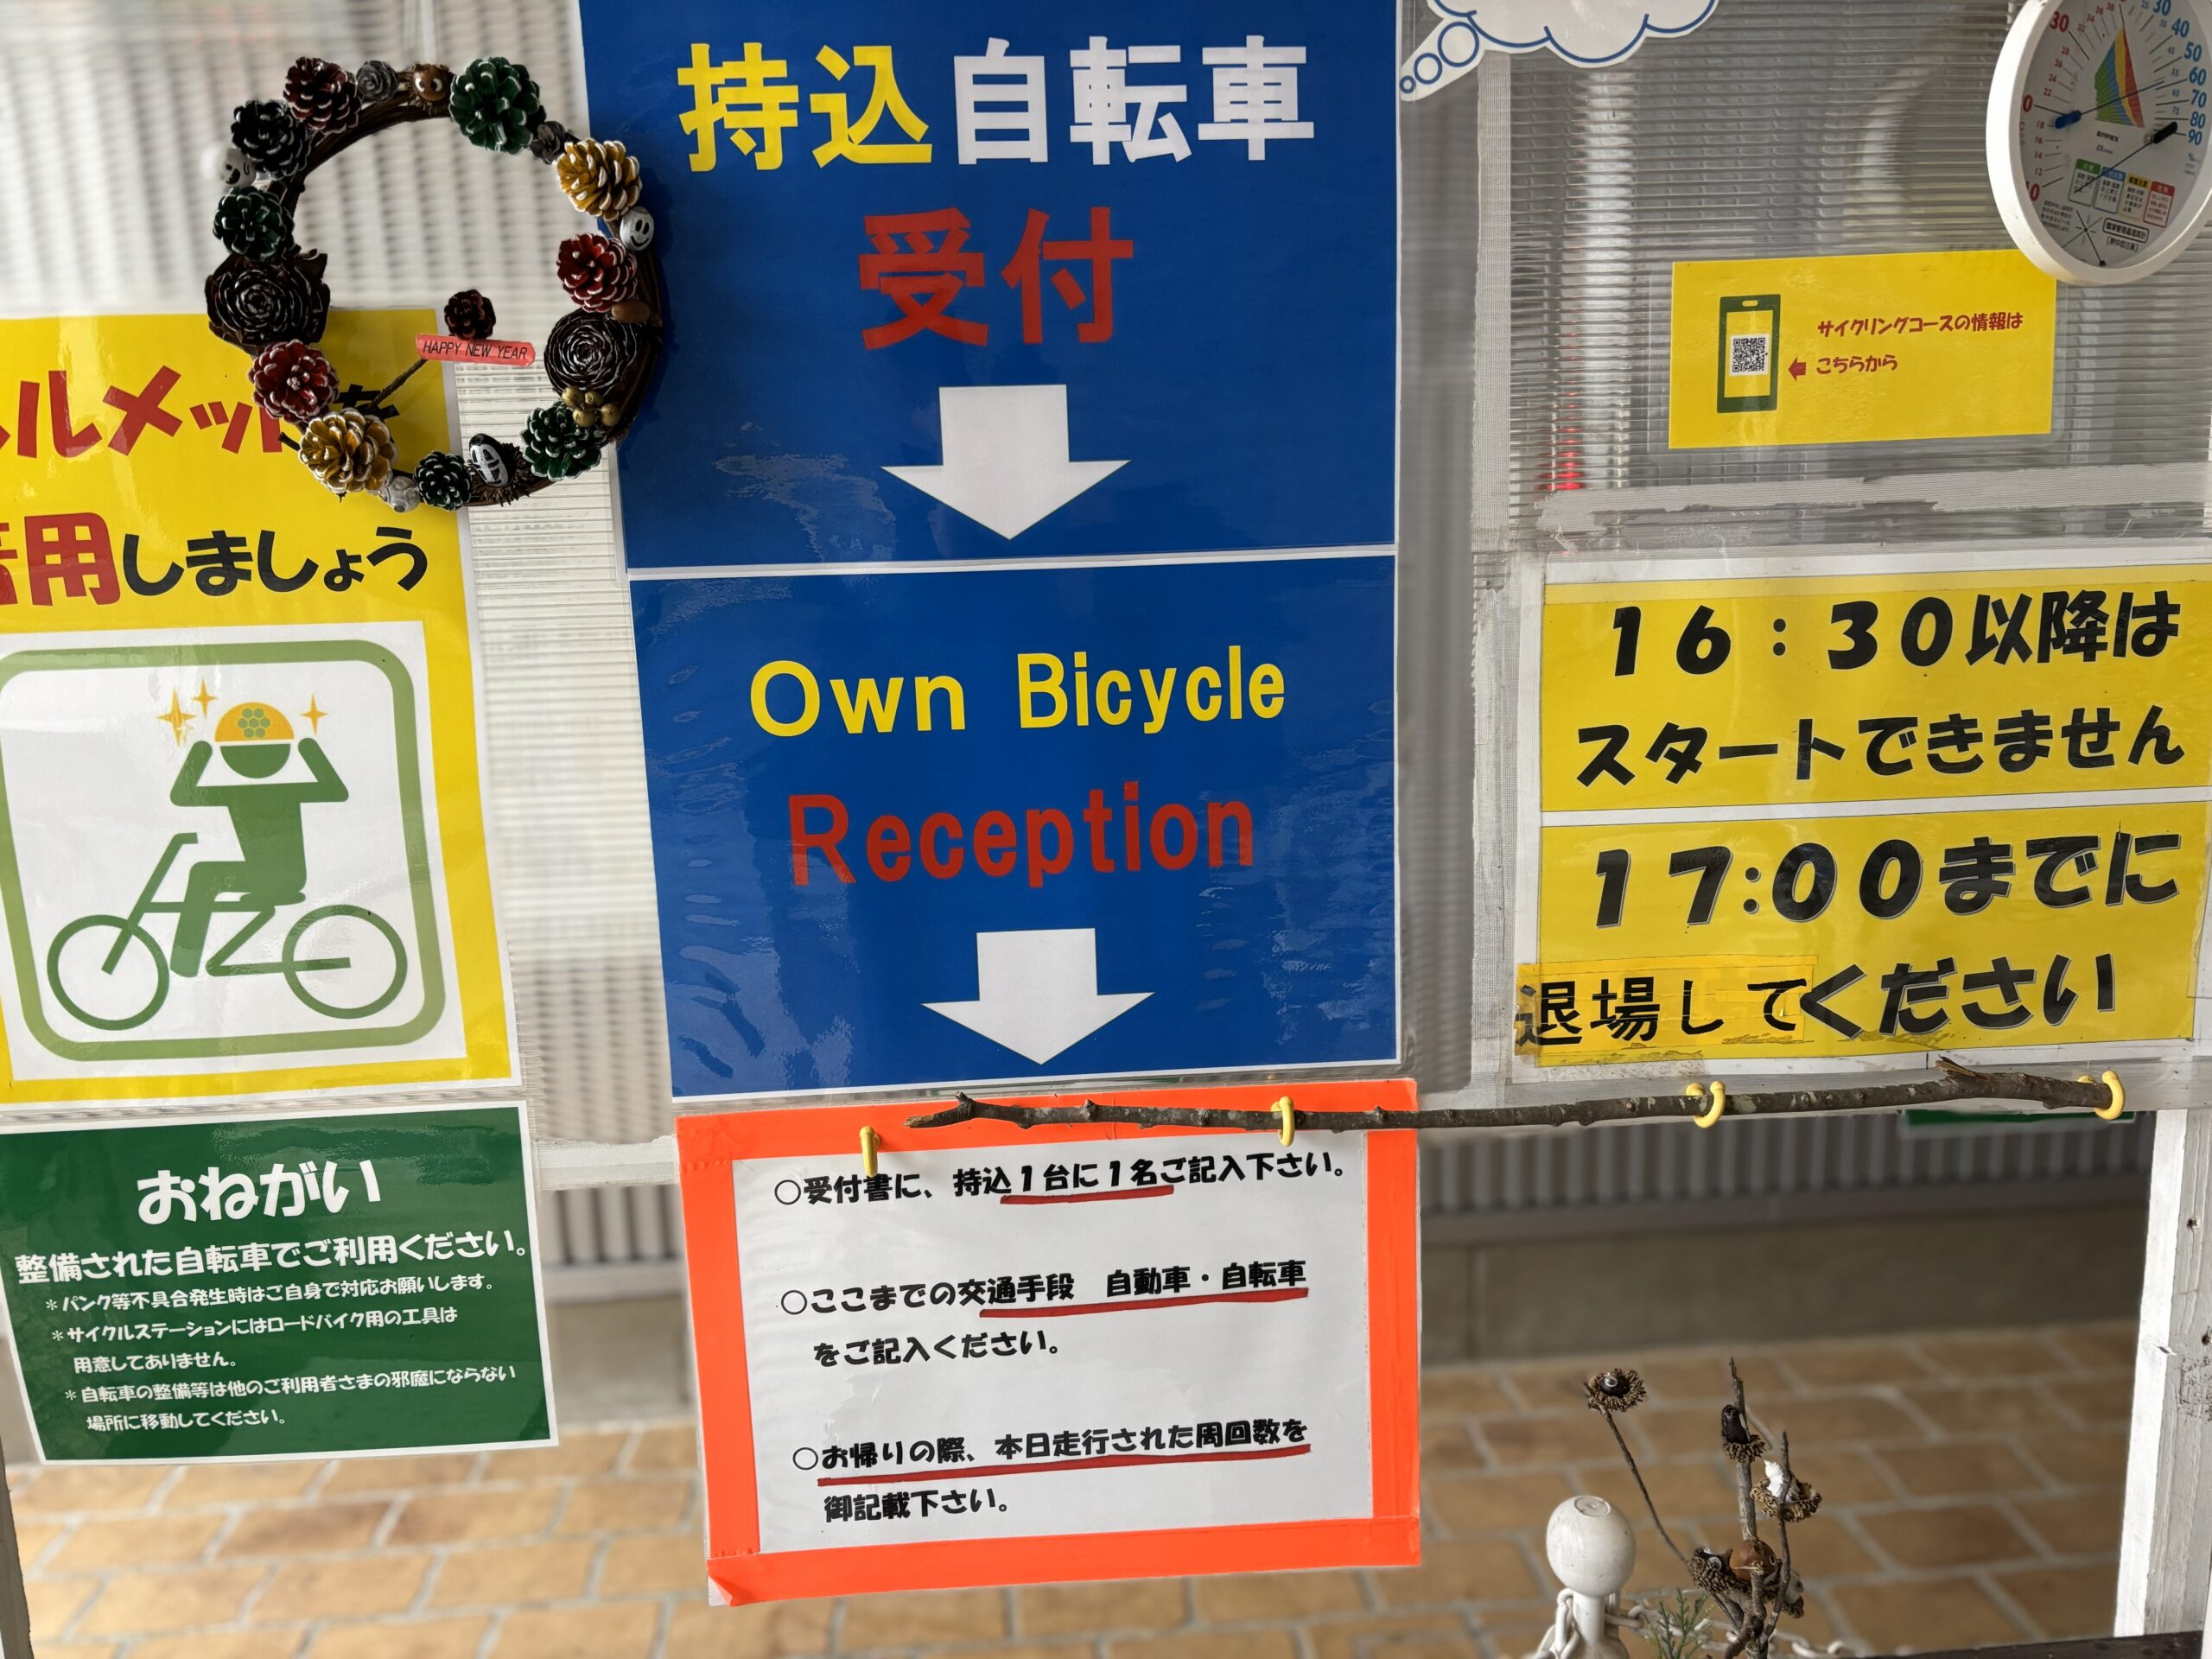 持込自転車
受付
Own Bicycle
Reception
HAPPY NEW YEAR
ルメット
用しましょう
おねがい
整備された自転車でご利用ください。
＊パンク等不具合発生時はご自身で対応お願いします。
＊サイクルステーションにはロードバイク用の工具は
用意してありません。
＊自転車の整備等は他のご利用者さまの邪魔にならない
場所に移動してください。
○受付書に、持込１台に１名ご記入下さい。
○ここまでの交通手段　自動車・自転車
をご記入ください。
○お帰りの際、本日走行された周回数を
御記載下さい。
サイクリングコースの情報は
こちらから
１６：３０以降は
スタートできません
１７:００までに
退場してください